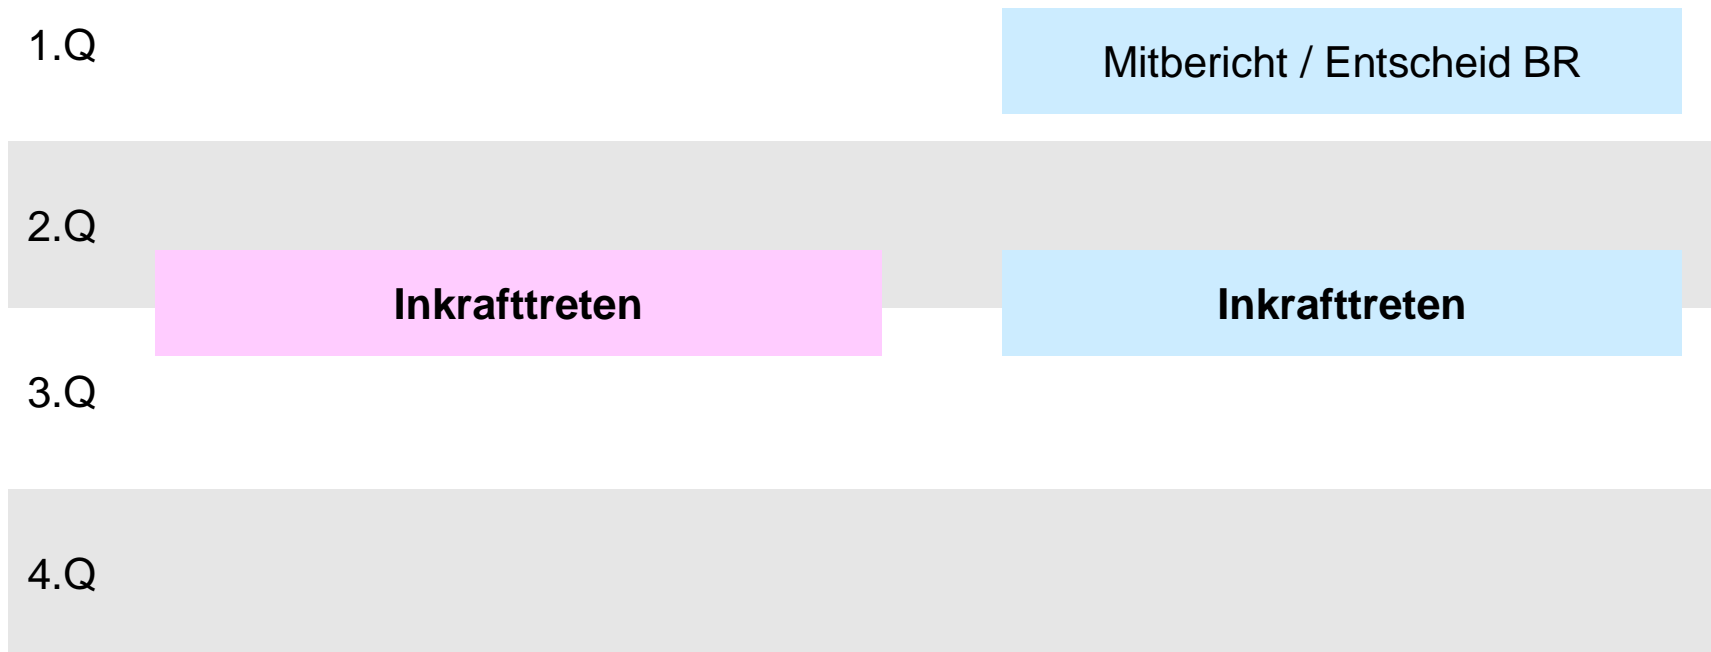 1.Q
Mitbericht / Entscheid BR
2.Q
Inkrafttreten
Inkrafttreten
3.Q
4.Q